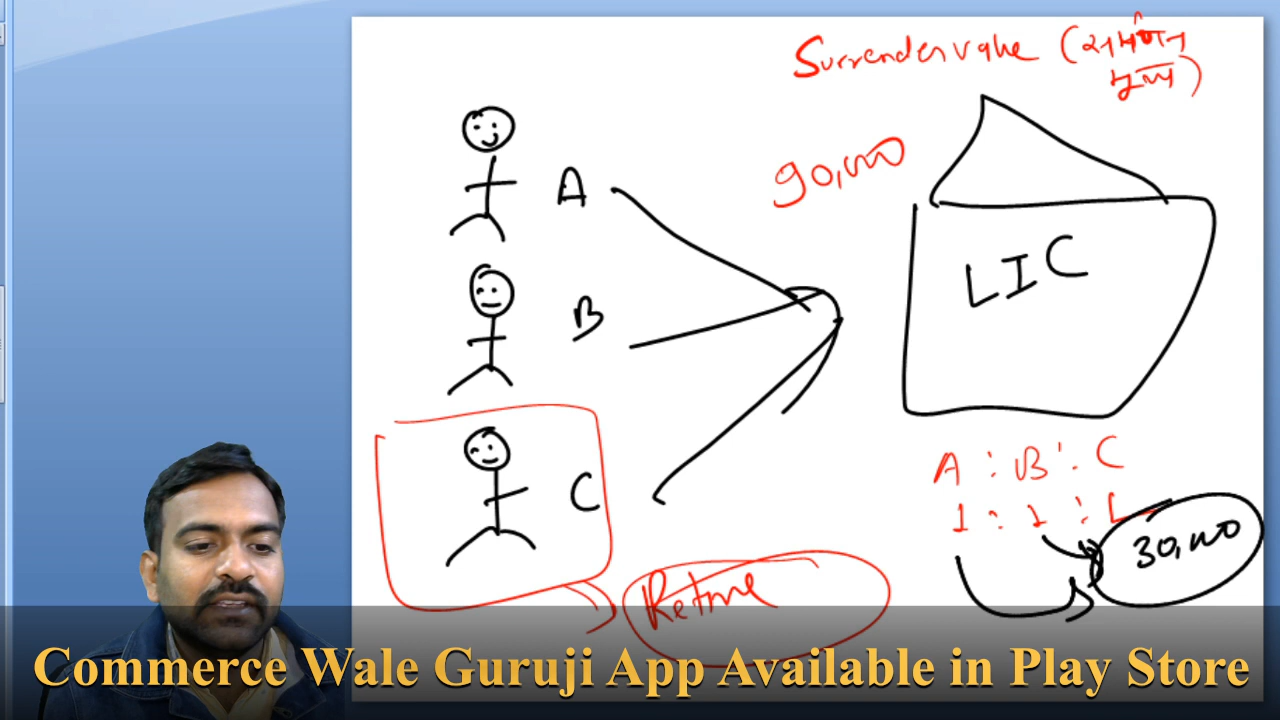 Surrender value (समर्पण
मूल्य)
90,000
A
LIC
B
C
A : B : C
1 : 1 : 1
30,000
Retire
Commerce Wale Guruji App Available in Play Store